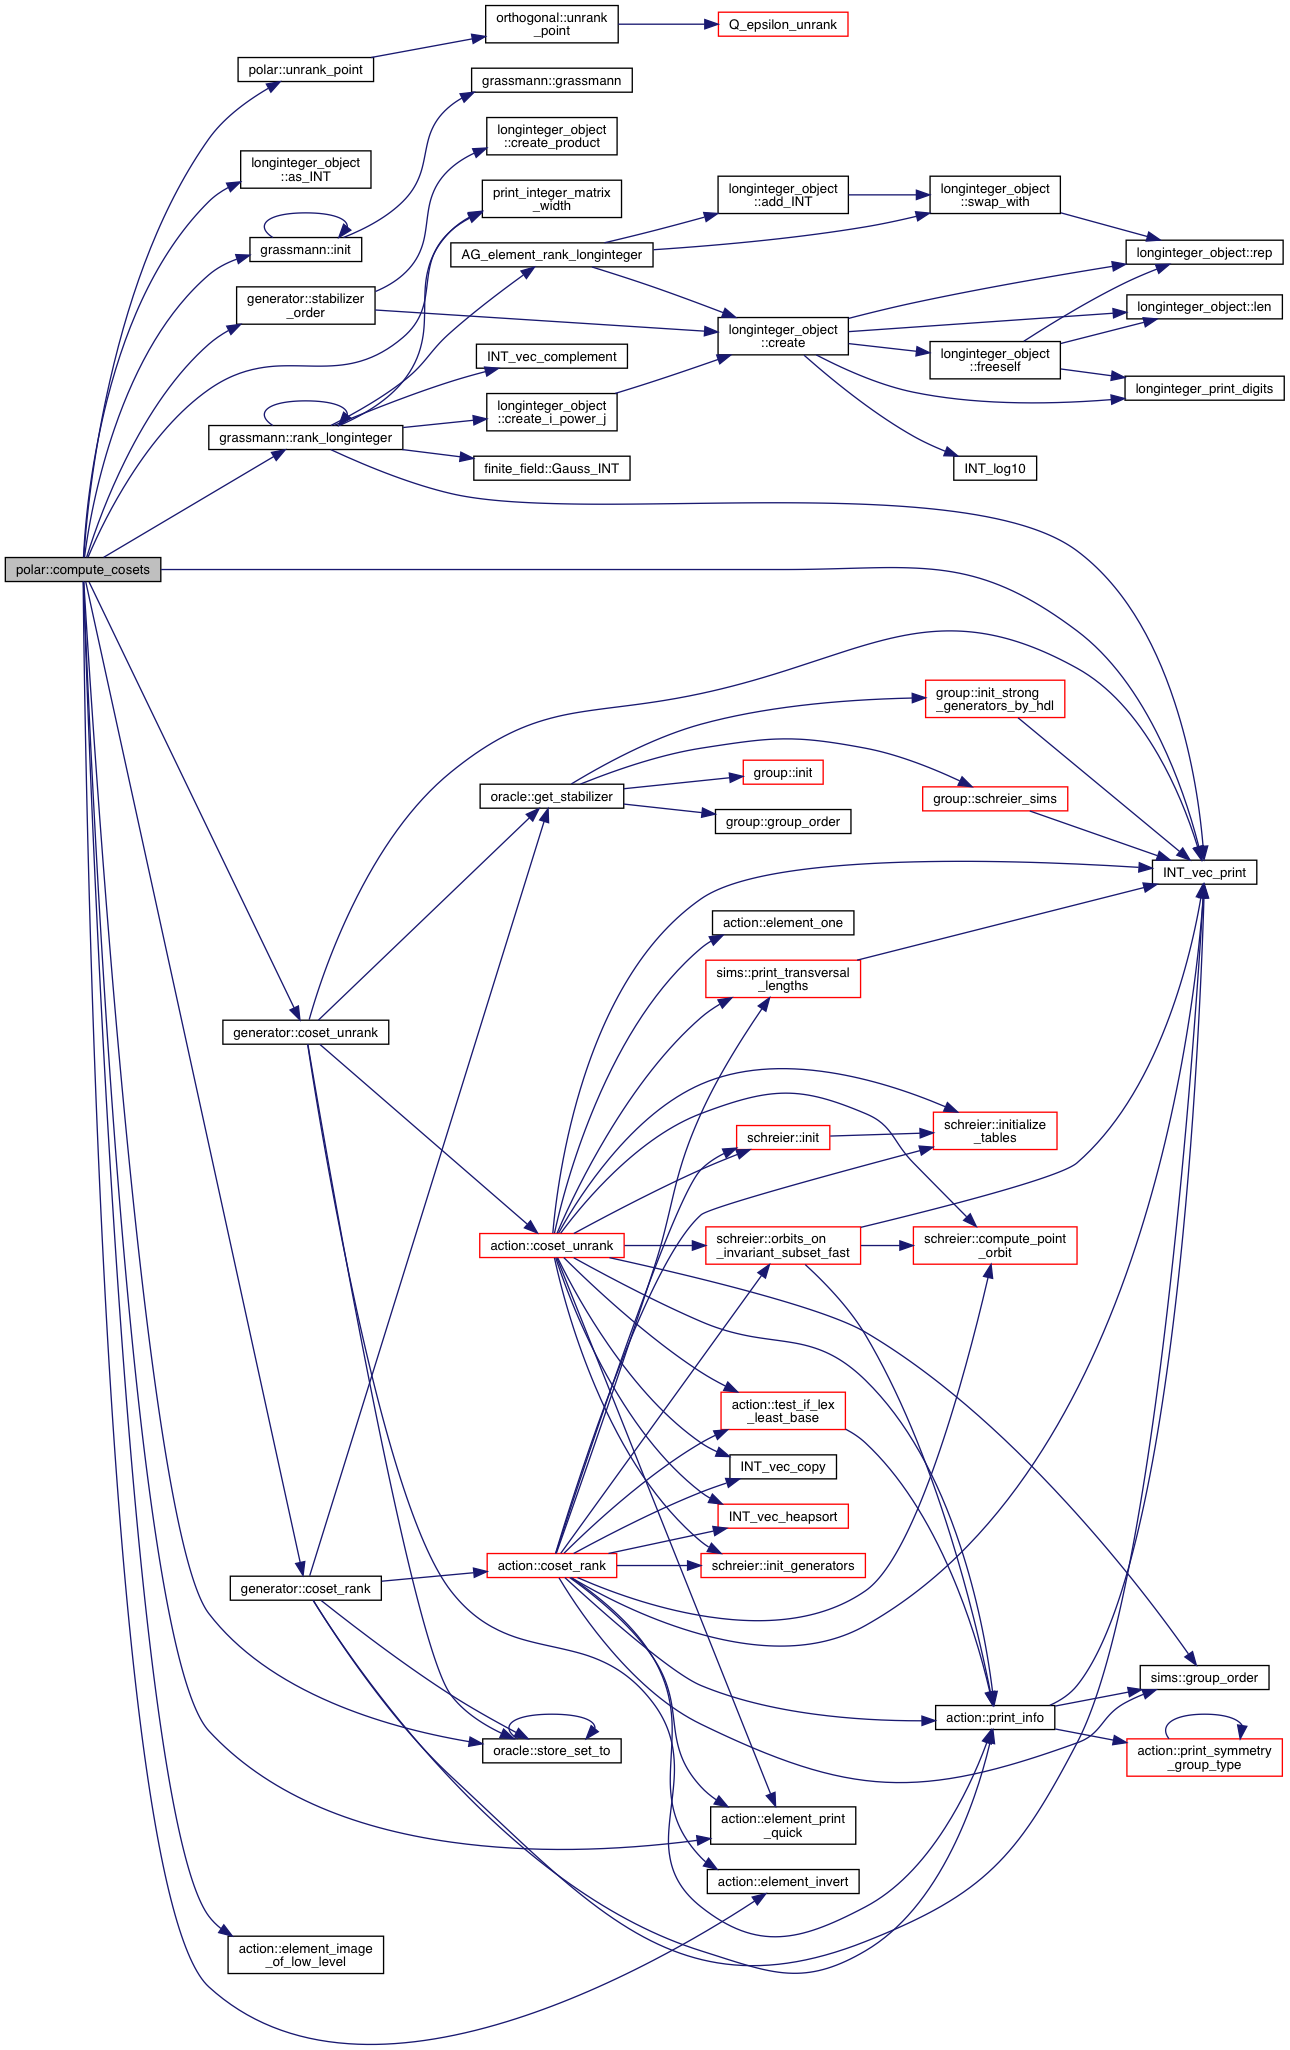 polar::compute_cosets
polar::unrank_point
orthogonal::unrank
_point
Q_epsilon_unrank
longinteger_object
::as_INT
grassmann::init
grassmann::grassmann
generator::stabilizer
_order
longinteger_object
::create_product
print_integer_matrix
_width
grassmann::rank_longinteger
AG_element_rank_longinteger
INT_vec_complement
longinteger_object
::create_i_power_j
finite_field::Gauss_INT
longinteger_object
::add_INT
longinteger_object
::swap_with
longinteger_object
::create
longinteger_object
::freeself
longinteger_object::rep
longinteger_object::len
longinteger_print_digits
INT_log10
generator::coset_unrank
oracle::get_stabilizer
group::init_strong
_generators_by_hdl
group::init
group::schreier_sims
group::group_order
INT_vec_print
action::coset_unrank
action::element_one
sims::print_transversal
_lengths
schreier::init
schreier::initialize
_tables
schreier::orbits_on
_invariant_subset_fast
schreier::compute_point
_orbit
action::test_if_lex
_least_base
INT_vec_copy
INT_vec_heapsort
schreier::init_generators
generator::coset_rank
action::coset_rank
oracle::store_set_to
action::print_info
sims::group_order
action::print_symmetry
_group_type
action::element_print
_quick
action::element_invert
action::element_image
_of_low_level